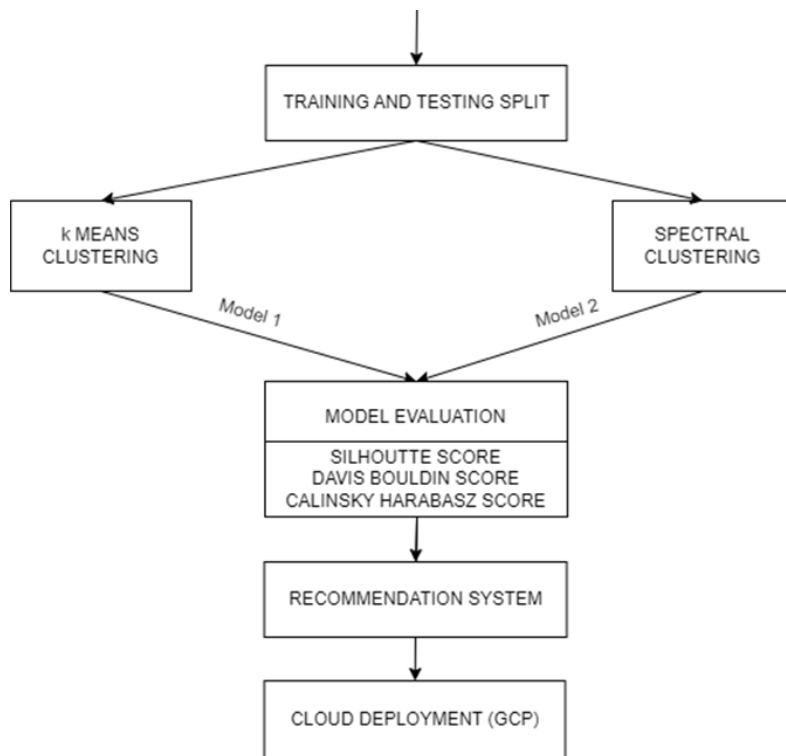 TRAINING AND TESTING SPLIT
k MEANS
CLUSTERING
SPECTRAL
CLUSTERING
Model 1
Model 2
MODEL EVALUATION
SILHOUTTE SCORE
DAVIS BOULDIN SCORE
CALINSKY HARABASZ SCORE
RECOMMENDATION SYSTEM
CLOUD DEPLOYMENT (GCP)